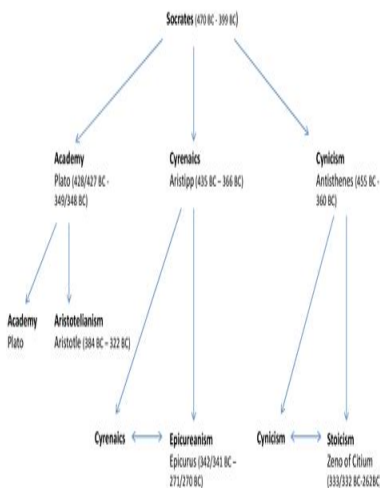 Socrates (470 BC - 399 BC)
Academy
Plato (428/427 BC -
349/348 BC)
Cyrenaics
Aristipp (435 BC – 366 BC)
Cynicism
Antisthenes (455 BC -
360 BC)
Academy
Plato
Aristotelianism
Aristotle (384 BC – 322 BC)
Cyrenaics
Epicureanism
Epicurus (342/341 BC –
271/270 BC)
Cynicism
Stoicism
Zeno of Citium
(333/332 BC-262BC